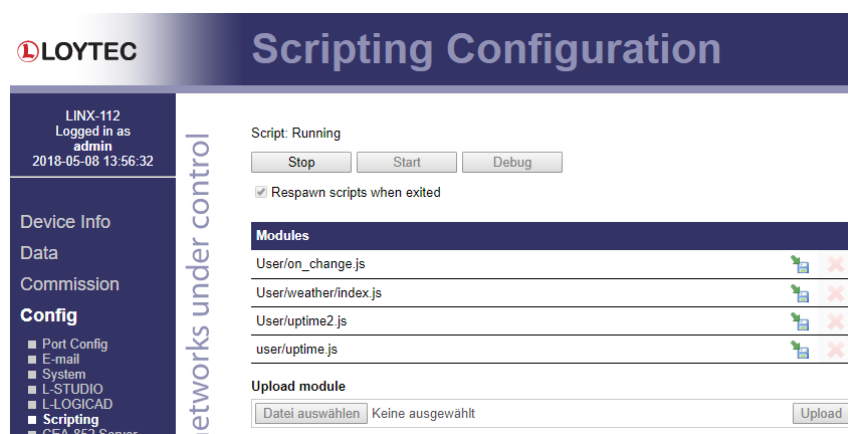 LOYTEC
Scripting Configuration
LINX-112
Logged in as
admin
2018-05-08 13:56:32
Device Info
Data
Commission
Config
Port Config
E-mail
System
L-STUDIO
L-LOGICAD
Scripting
CEA-852 Server
networks under control
Script: Running
Stop Start Debug
Respawn scripts when exited
Modules
User/on_change.js
User/weather/index.js
User/uptime2.js
user/uptime.js
Upload module
Datei auswählen Keine ausgewählt Upload